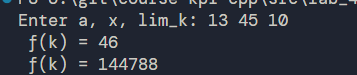 Enter a, x, lim_k: 13 45 10
ƒ(k) = 46
ƒ(k) = 144788